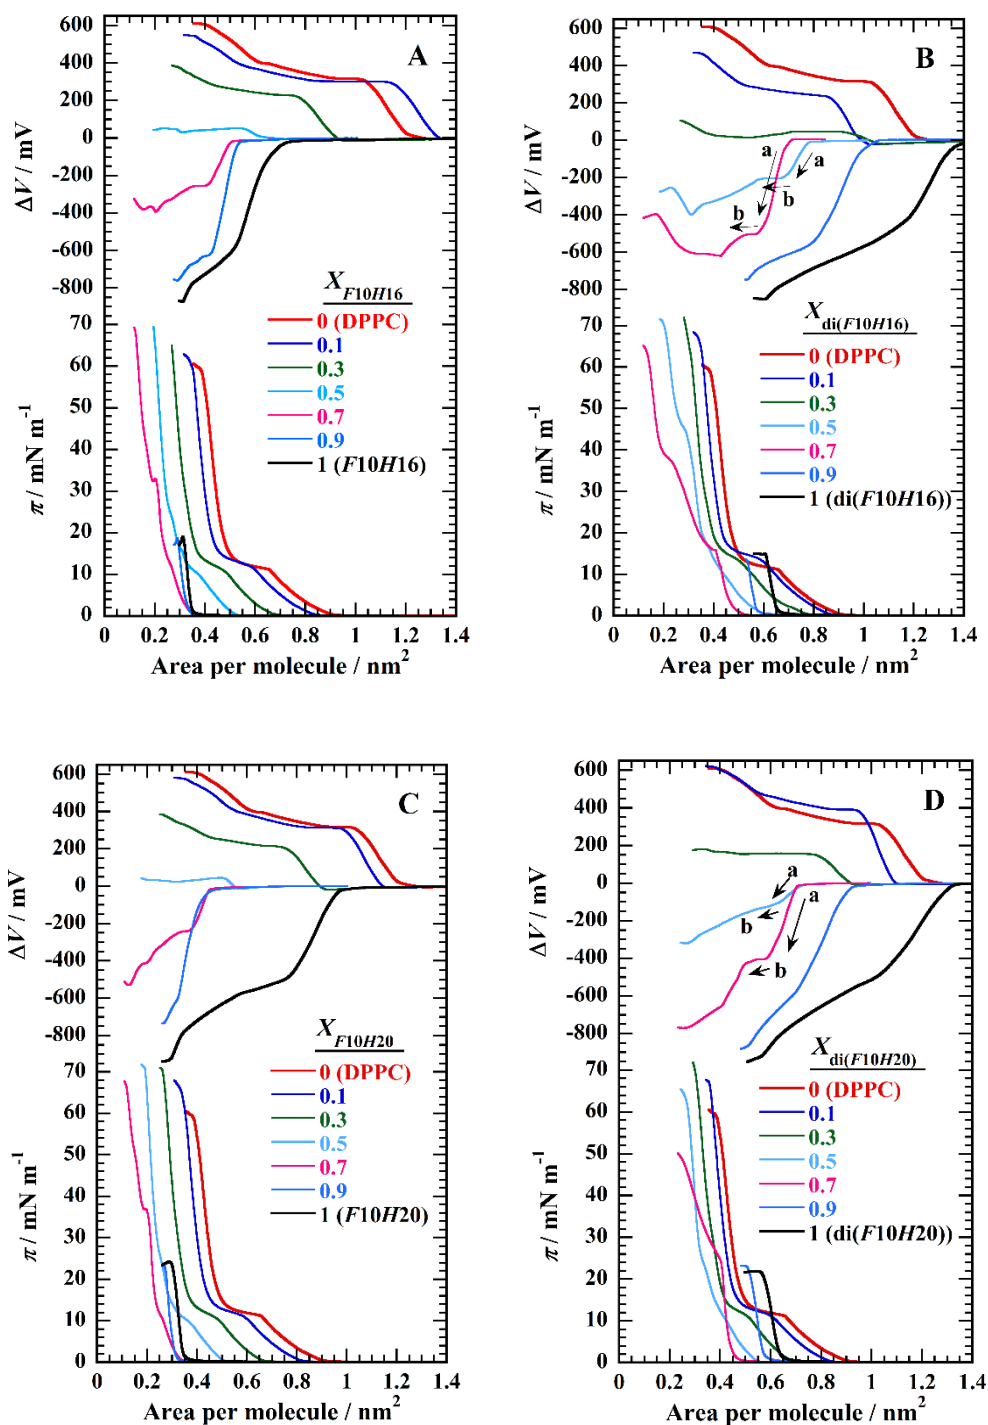 A
600
400
200
0
-200
-400
-600
-800
ΔV / mV
X_F10H16
0 (DPPC)
0.1
0.3
0.5
0.7
0.9
1 (F10H16)
70
60
50
40
30
20
10
0
π / mN m⁻¹
0 0.2 0.4 0.6 0.8 1 1.2 1.4
Area per molecule / nm²
B
600
400
200
0
-200
-400
-600
-800
ΔV / mV
a
a
b
b
X_di(F10H16)
0 (DPPC)
0.1
0.3
0.5
0.7
0.9
1 (di(F10H16))
70
60
50
40
30
20
10
0
π / mN m⁻¹
0 0.2 0.4 0.6 0.8 1 1.2 1.4
Area per molecule / nm²
C
600
400
200
0
-200
-400
-600
-800
ΔV / mV
X_F10H20
0 (DPPC)
0.1
0.3
0.5
0.7
0.9
1 (F10H20)
70
60
50
40
30
20
10
0
π / mN m⁻¹
0 0.2 0.4 0.6 0.8 1 1.2 1.4
Area per molecule / nm²
D
600
400
200
0
-200
-400
-600
-800
ΔV / mV
a
a
b
b
X_di(F10H20)
0 (DPPC)
0.1
0.3
0.5
0.7
0.9
1 (di(F10H20))
70
60
50
40
30
20
10
0
π / mN m⁻¹
0 0.2 0.4 0.6 0.8 1 1.2 1.4
Area per molecule / nm²